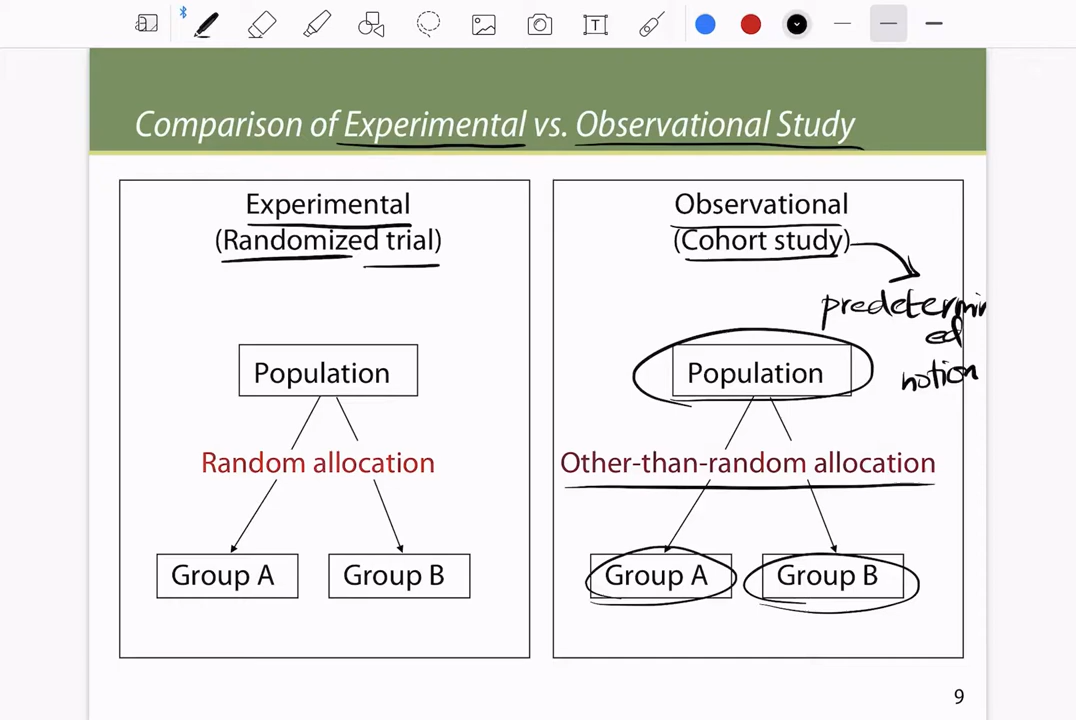 Comparison of Experimental vs. Observational Study
Experimental
(Randomized trial)
Population
Random allocation
Group A
Group B
Observational
(Cohort study)
predetermin
ed
notion
Population
Other-than-random allocation
Group A
Group B
9